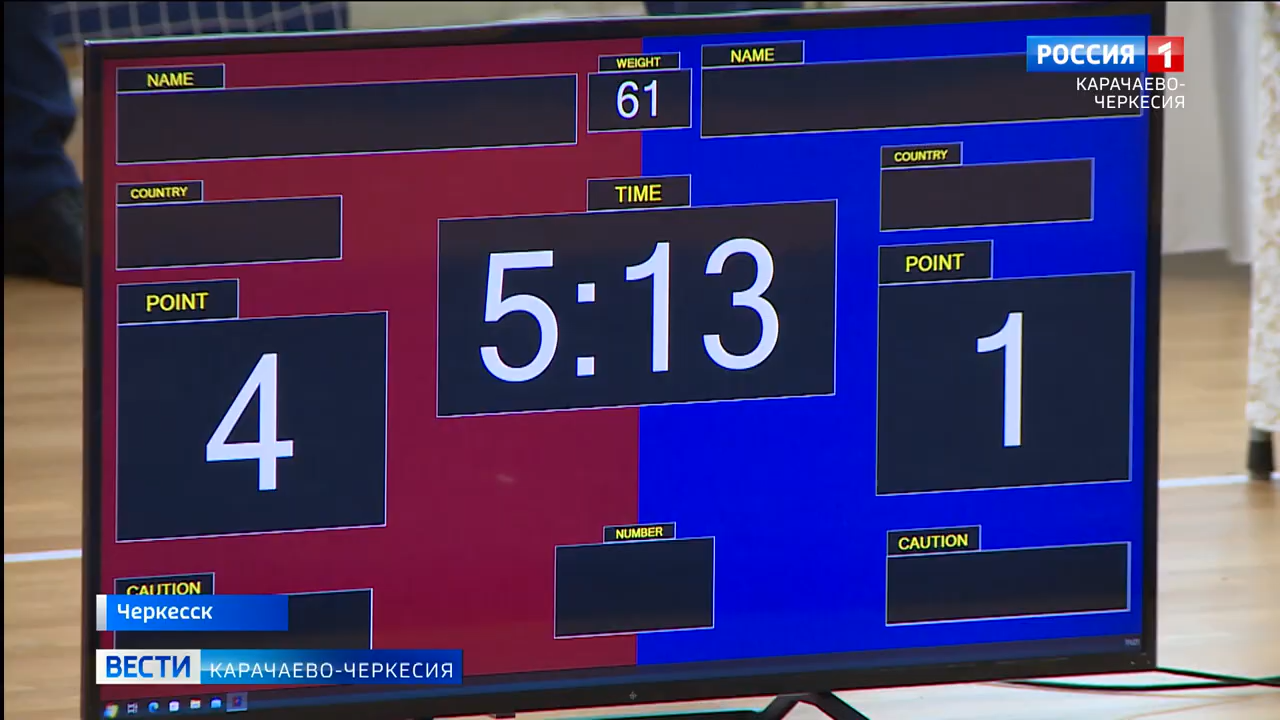 РОССИЯ 1
КАРАЧАЕВО-
ЧЕРКЕСИЯ
NAME
WEIGHT
61
NAME
COUNTRY
COUNTRY
TIME
5:13
POINT
4
POINT
1
NUMBER
CAUTION
CAUTION
Черкесск
ВЕСТИ КАРАЧАЕВО-ЧЕРКЕСИЯ